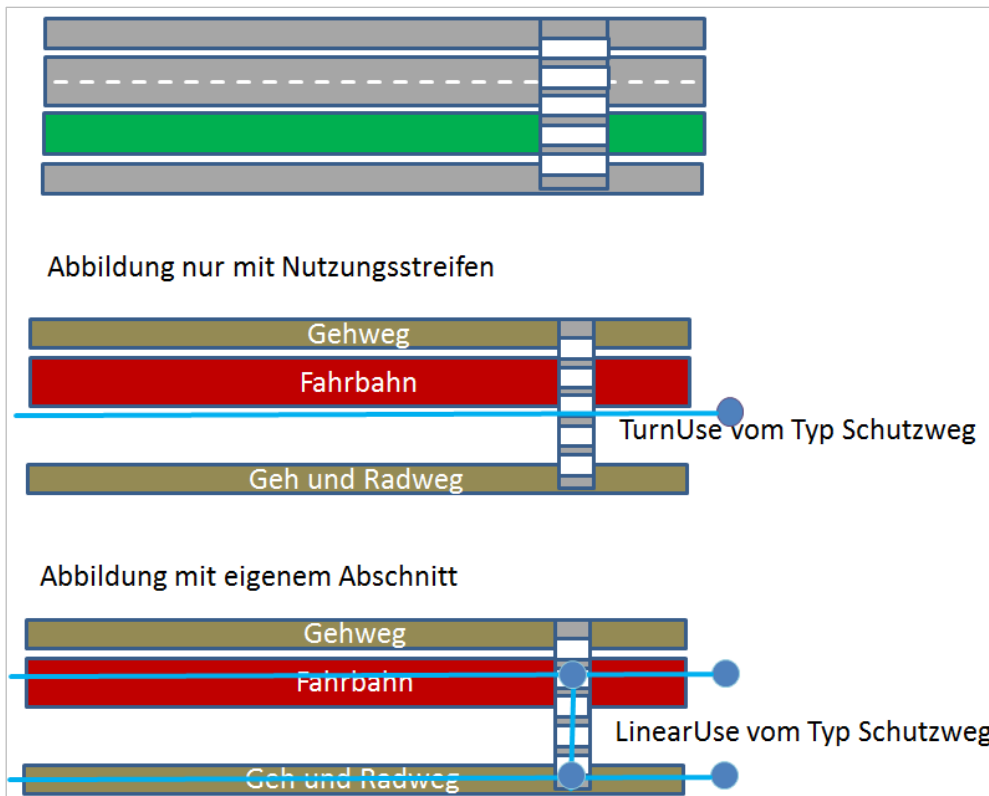 Abbildung nur mit Nutzungsstreifen
Gehweg
Fahrbahn
TurnUse vom Typ Schutzweg
Geh und Radweg
Abbildung mit eigenem Abschnitt
Gehweg
Fahrbahn
LinearUse vom Typ Schutzweg
Geh und Radweg